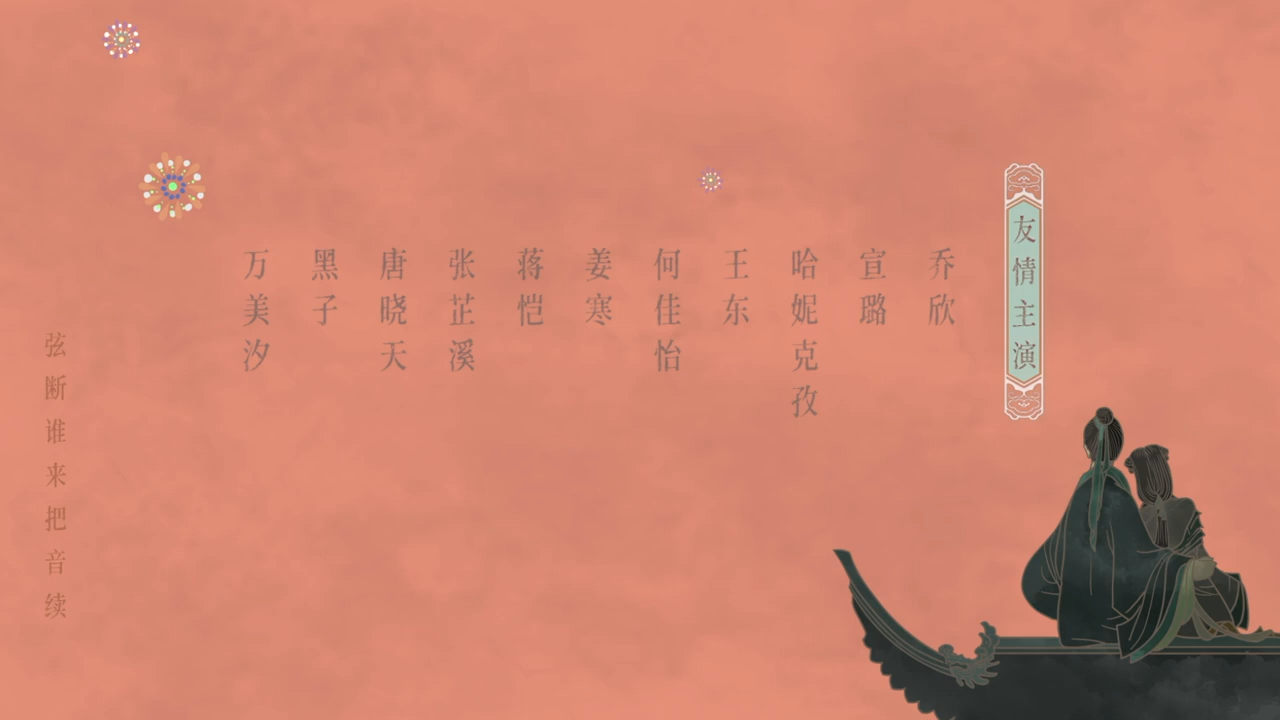 友情主演
乔欣
宣璐
哈妮克孜
王东
何佳怡
姜寒
蒋恺
张芷溪
唐晓天
黑子
万美汐
弦断谁来把音续